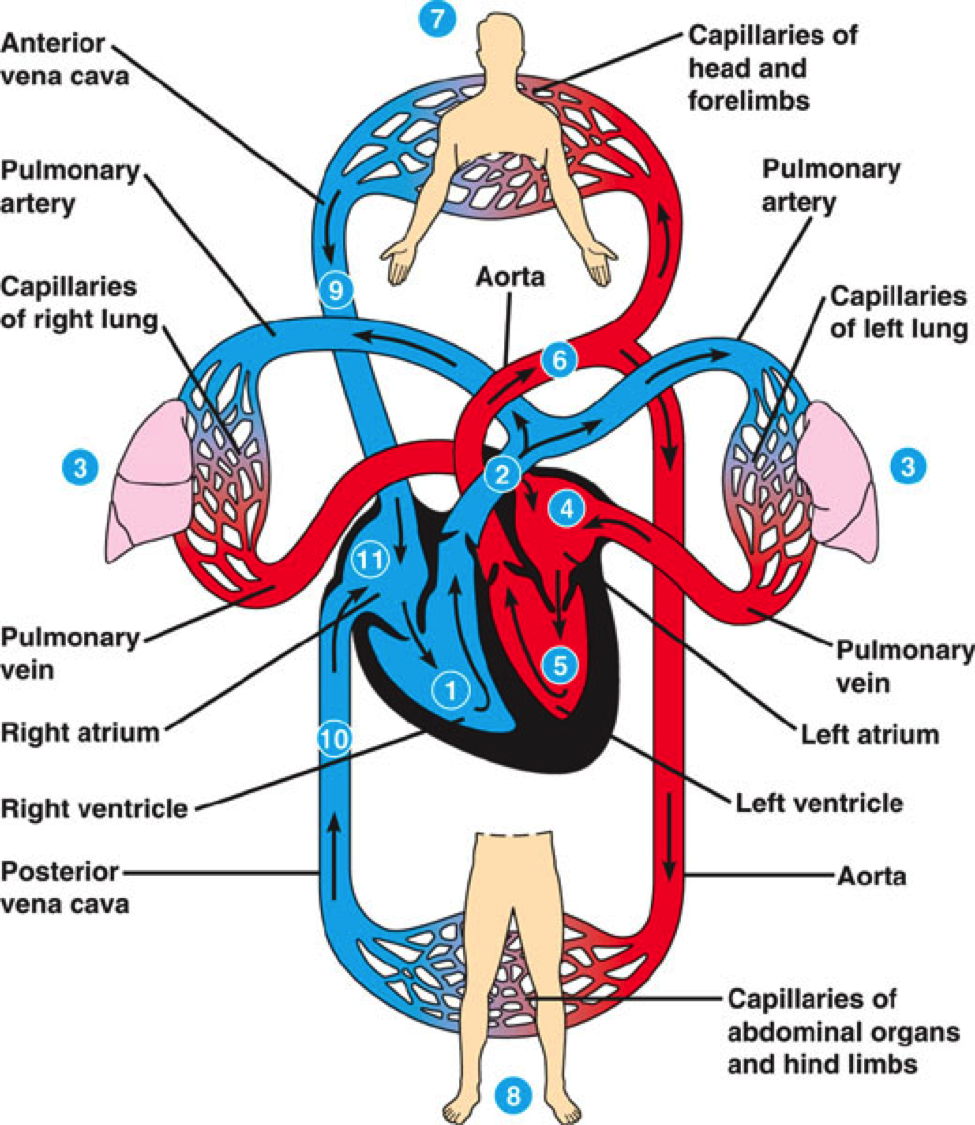 7
Anterior
vena cava
Capillaries of
head and
forelimbs
Pulmonary
artery
Pulmonary
artery
Capillaries
of right lung
9
Aorta
Capillaries
of left lung
6
3
2
4
3
11
Pulmonary
vein
1
5
Pulmonary
vein
Right atrium
10
Left atrium
Right ventricle
Left ventricle
Posterior
vena cava
Aorta
Capillaries of
abdominal organs
and hind limbs
8